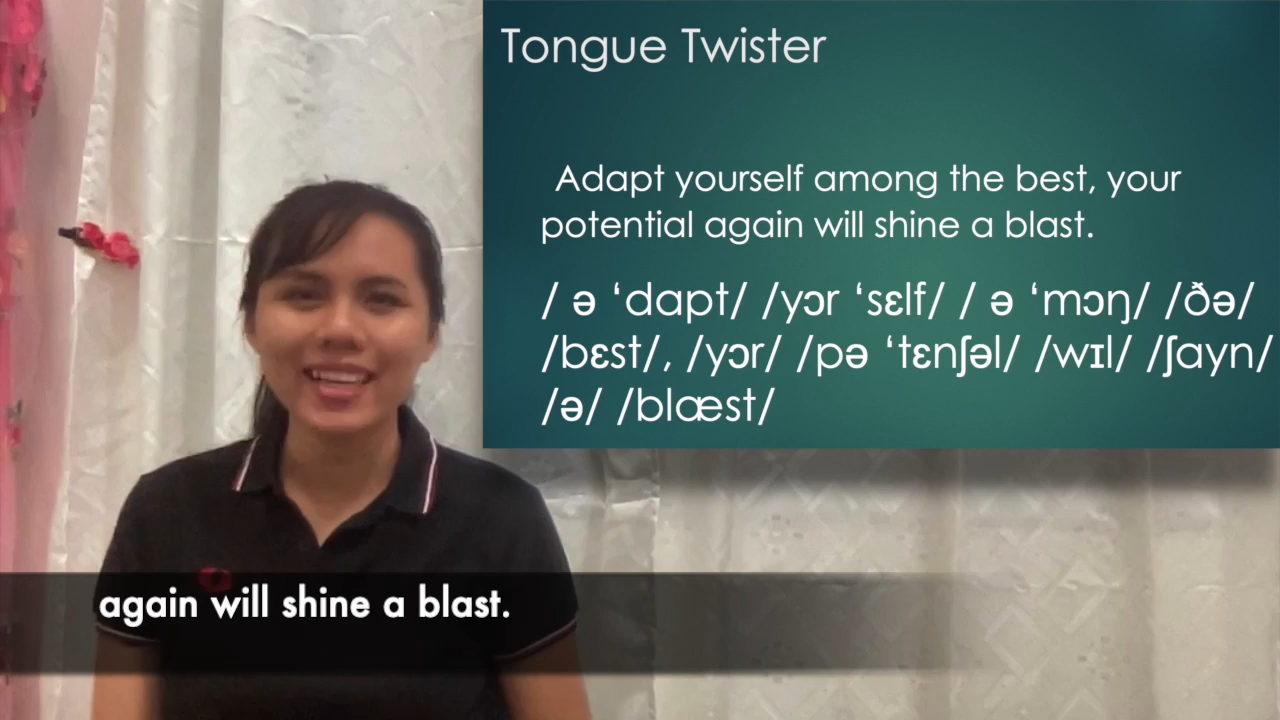 Tongue Twister
Adapt yourself among the best, your
potential again will shine a blast.
/ ə ‘dapt/ /yɔr ‘sɛlf/ / ə ‘mɔŋ/ /ðə/
/bɛst/, /yɔr/ /pə ‘tɛnʃəl/ /wɪl/ /ʃayn/
/ə/ /blæst/
again will shine a blast.